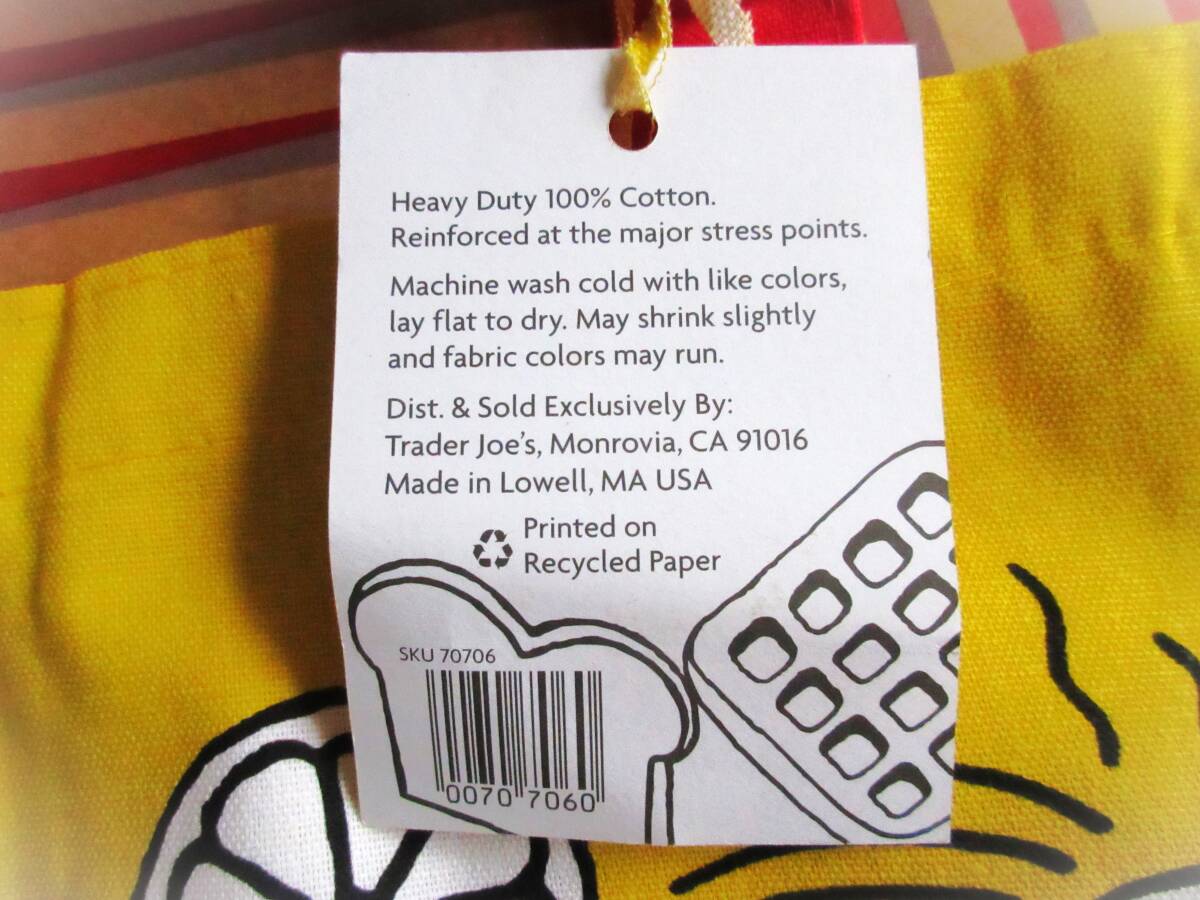 Heavy Duty 100% Cotton.
Reinforced at the major stress points.
Machine wash cold with like colors,
lay flat to dry. May shrink slightly
and fabric colors may run.
Dist. & Sold Exclusively By:
Trader Joe's, Monrovia, CA 91016
Made in Lowell, MA USA
Printed on
Recycled Paper
SKU 70706
0070 7060